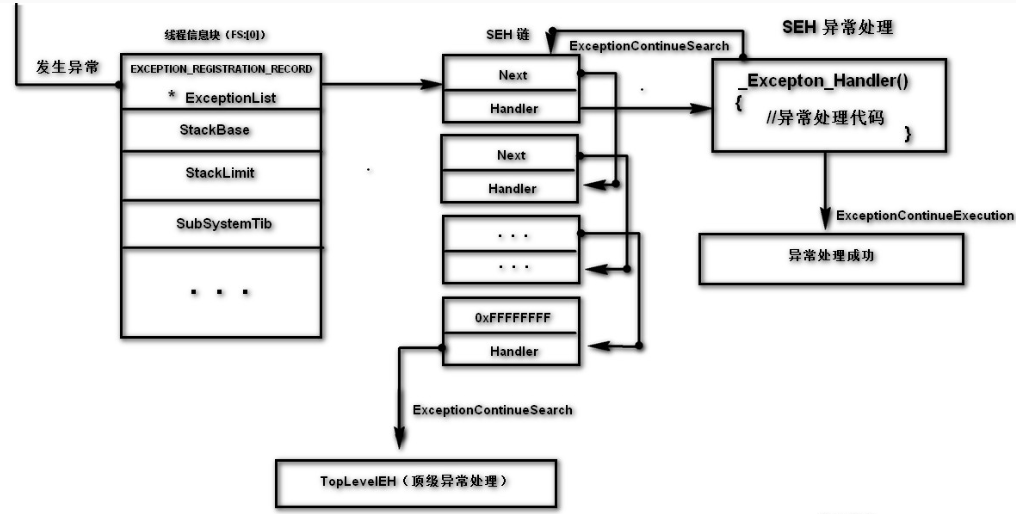 线程信息块（FS:[0]）
SEH 链
SEH 异常处理
发生异常
EXCEPTION_REGISTRATION_RECORD
* ExceptionList
StackBase
StackLimit
SubSystemTib
. . .
Next
Handler
Next
Handler
. . .
. . .
0xFFFFFFFF
Handler
ExceptionContinueSearch
_Excepton_Handler()
{
//异常处理代码
}
ExceptionContinueExecution
异常处理成功
ExceptionContinueSearch
TopLevelEH（顶级异常处理）